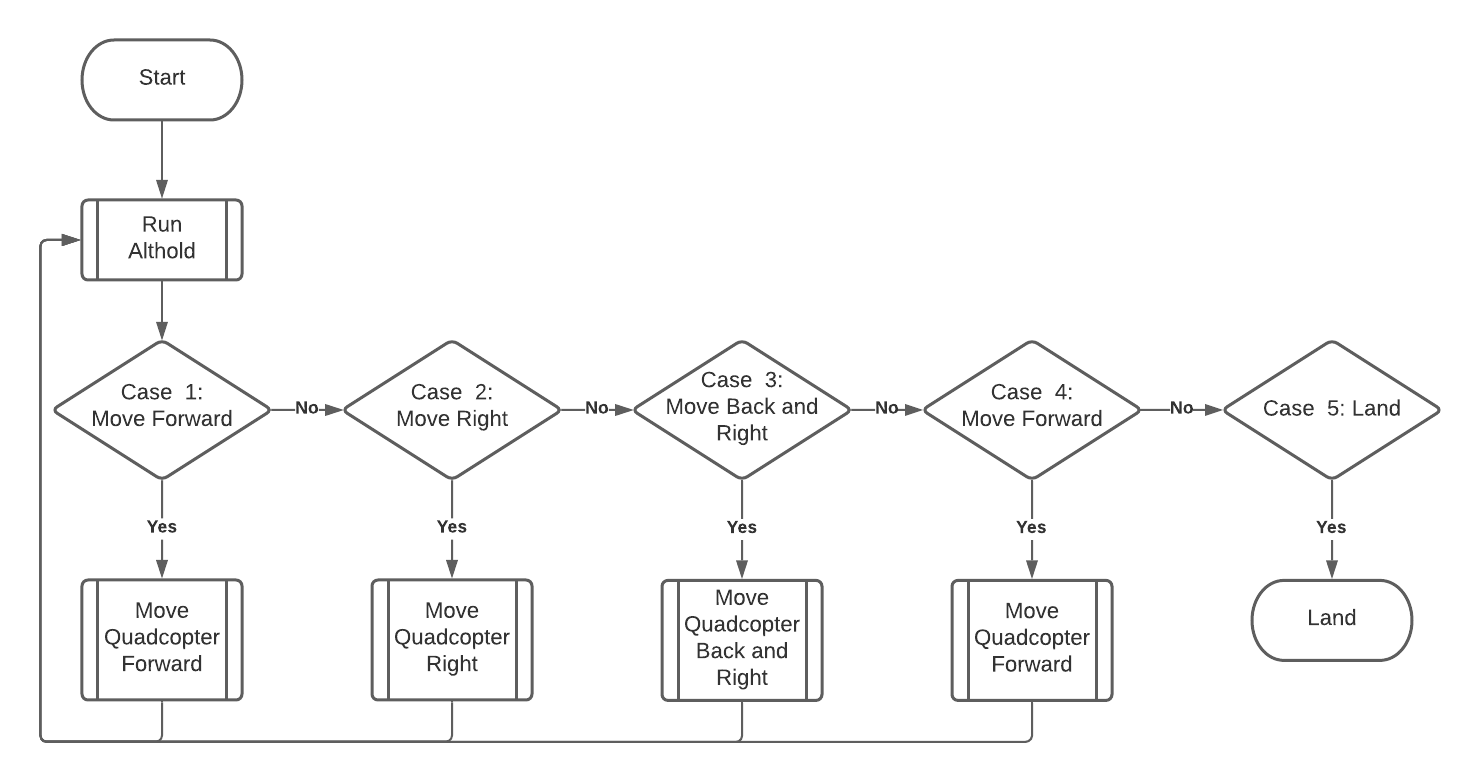 Start
Run
Althold
Case 1:
Move Forward
No
Case 2:
Move Right
No
Case 3:
Move Back and
Right
No
Case 4:
Move Forward
No
Case 5: Land
Yes
Yes
Yes
Yes
Yes
Move
Quadcopter
Forward
Move
Quadcopter
Right
Move
Quadcopter
Back and
Right
Move
Quadcopter
Forward
Land